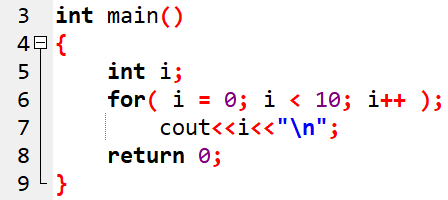 3 int main()
4 {
5     int i;
6     for( i = 0; i < 10; i++ );
7         cout<<i<<"\n";
8     return 0;
9 }